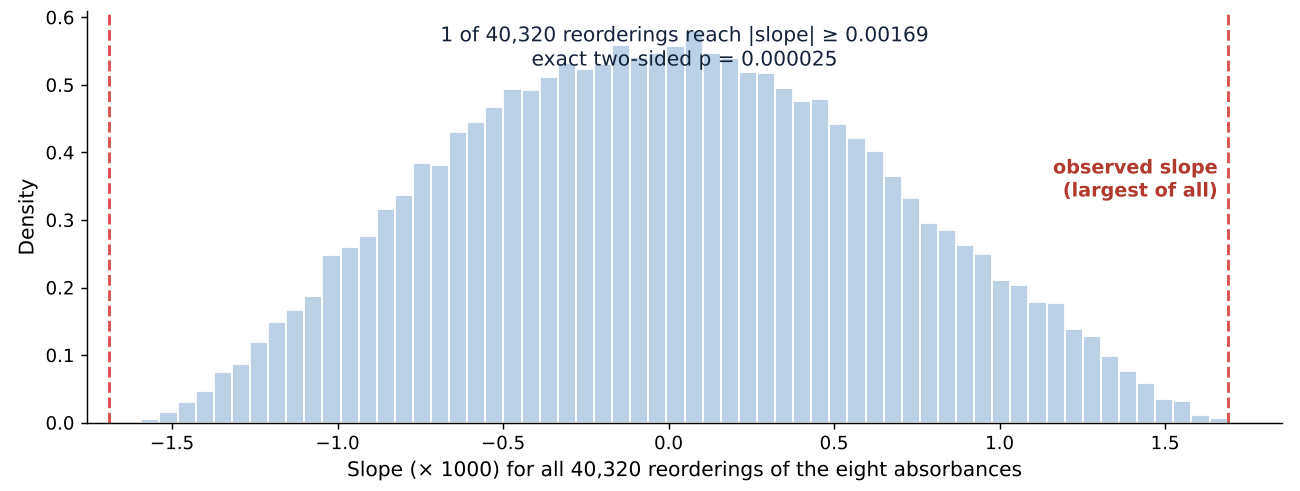 1 of 40,320 reorderings reach |slope| ≥ 0.00169
exact two-sided p = 0.000025
observed slope
(largest of all)
Density
0.6
0.5
0.4
0.3
0.2
0.1
0.0
−1.5
−1.0
−0.5
0.0
0.5
1.0
1.5
Slope (× 1000) for all 40,320 reorderings of the eight absorbances